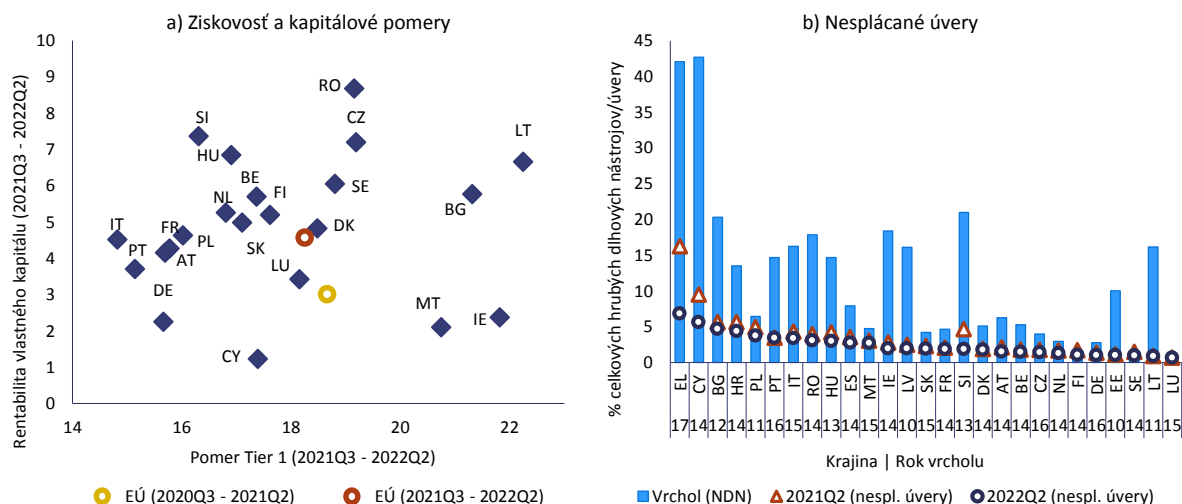 a) Ziskovosť a kapitálové pomery
Rentabilita vlastného kapitálu (2021Q3 - 2022Q2)
10
9
8
7
6
5
4
3
2
1
0
RO
CZ
SI
HU
LT
BE
FI
SE
BG
NL
SK
DK
IT
FR
PL
PT
AT
LU
DE
MT
IE
CY
14 16 18 20 22
Pomer Tier 1 (2021Q3 - 2022Q2)
EÚ (2020Q3 - 2021Q2) EÚ (2021Q3 - 2022Q2)
b) Nesplácané úvery
% celkových hrubých dlhových nástrojov/úvery
45
40
35
30
25
20
15
10
5
0
EL CY BG HR PL PT IT RO HU ES MT IE LV SK FR SI DK AT BE CZ NL FI DE EE SE LT LU
17 14 12 14 11 16 15 14 13 14 15 14 10 15 14 13 14 14 14 16 14 14 14 10 14 11 15
Krajina | Rok vrcholu
Vrchol (NDN) 2021Q2 (nespl. úvery) 2022Q2 (nespl. úvery)